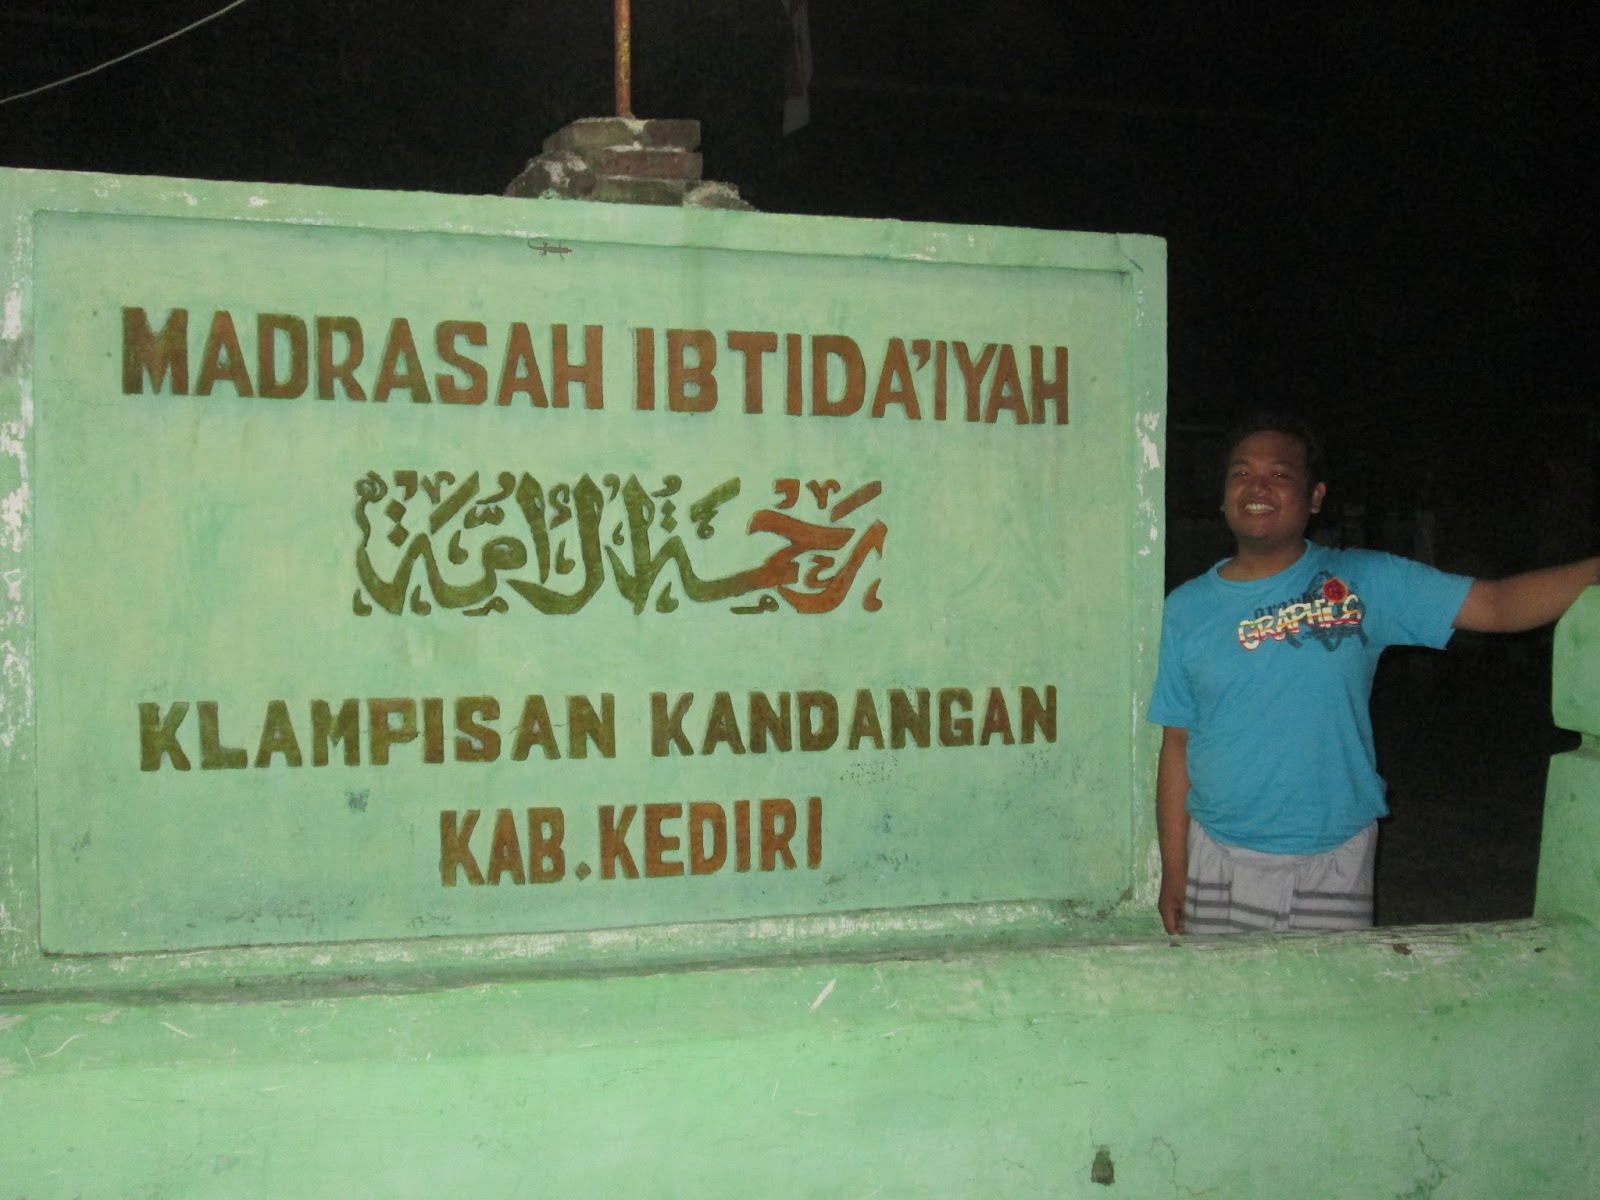 MADRASAH IBTIDA'IYAH
رحمة الأمة
KLAMPISAN KANDANGAN
KAB. KEDIRI
GRAPHICS